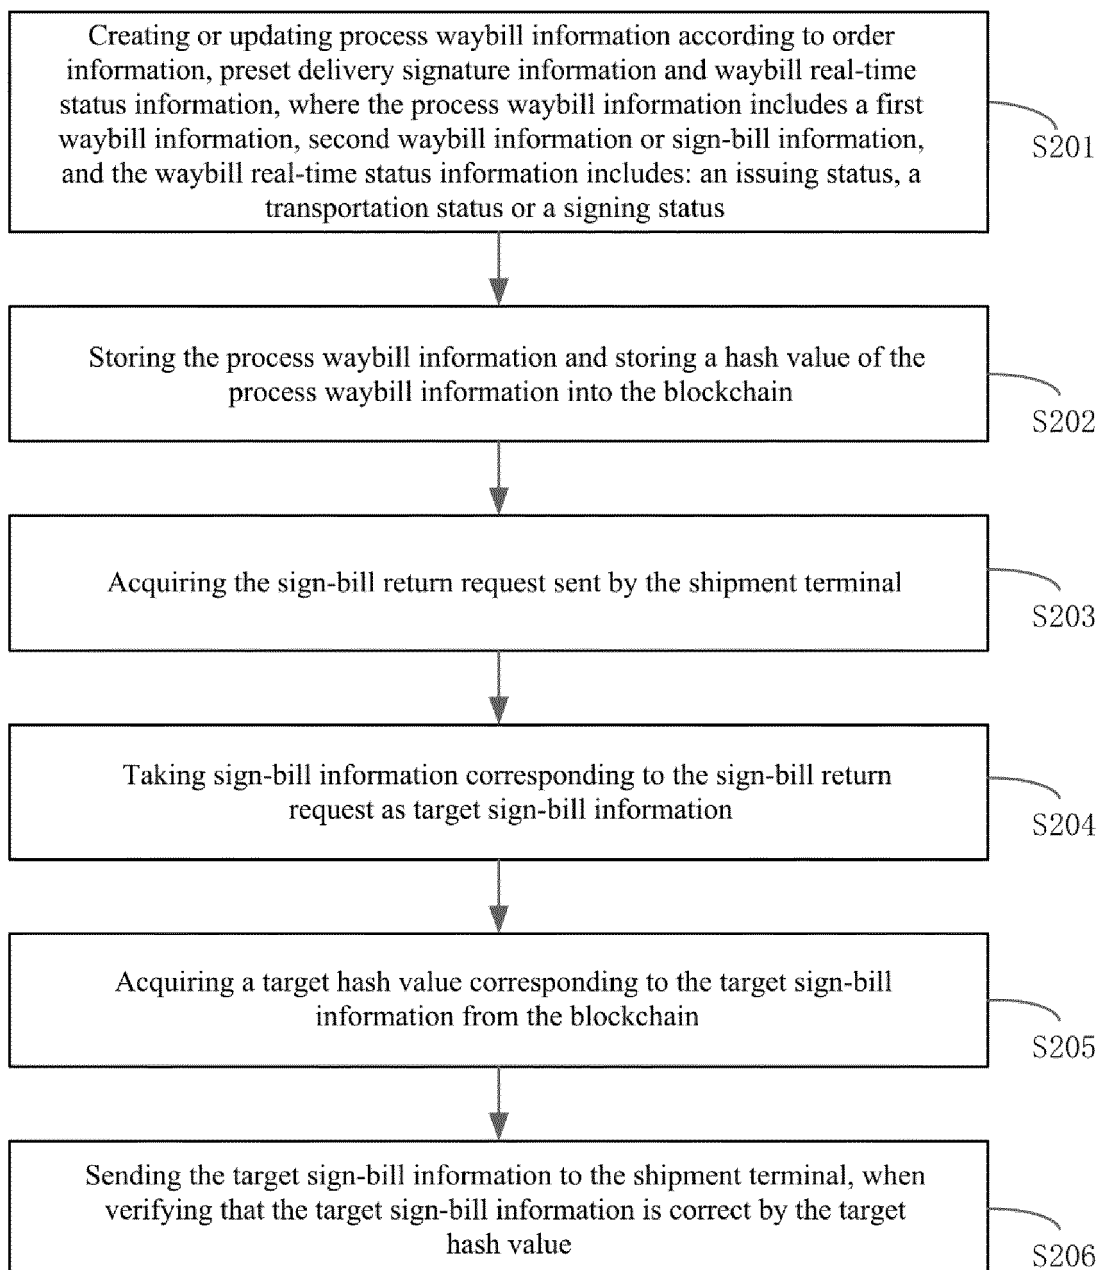 Creating or updating process waybill information according to order
information, preset delivery signature information and waybill real-time
status information, where the process waybill information includes a first
waybill information, second waybill information or sign-bill information,
and the waybill real-time status information includes: an issuing status, a
transportation status or a signing status
S201
Storing the process waybill information and storing a hash value of the
process waybill information into the blockchain
S202
Acquiring the sign-bill return request sent by the shipment terminal
S203
Taking sign-bill information corresponding to the sign-bill return
request as target sign-bill information
S204
Acquiring a target hash value corresponding to the target sign-bill
information from the blockchain
S205
Sending the target sign-bill information to the shipment terminal, when
verifying that the target sign-bill information is correct by the target
hash value
S206